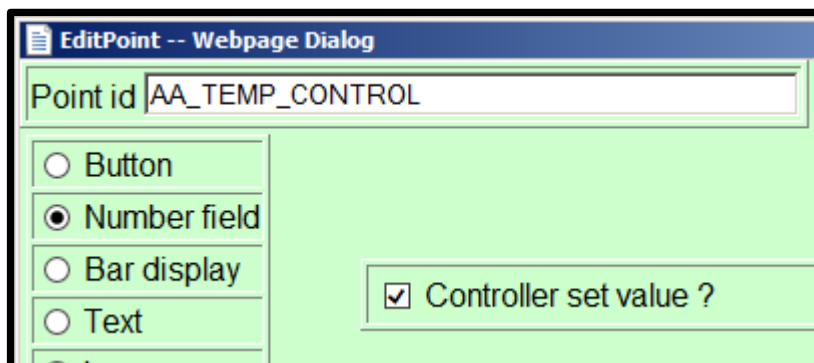 EditPoint -- Webpage Dialog
Point id AA_TEMP_CONTROL
Button
Number field
Bar display
Controller set value ?
Text